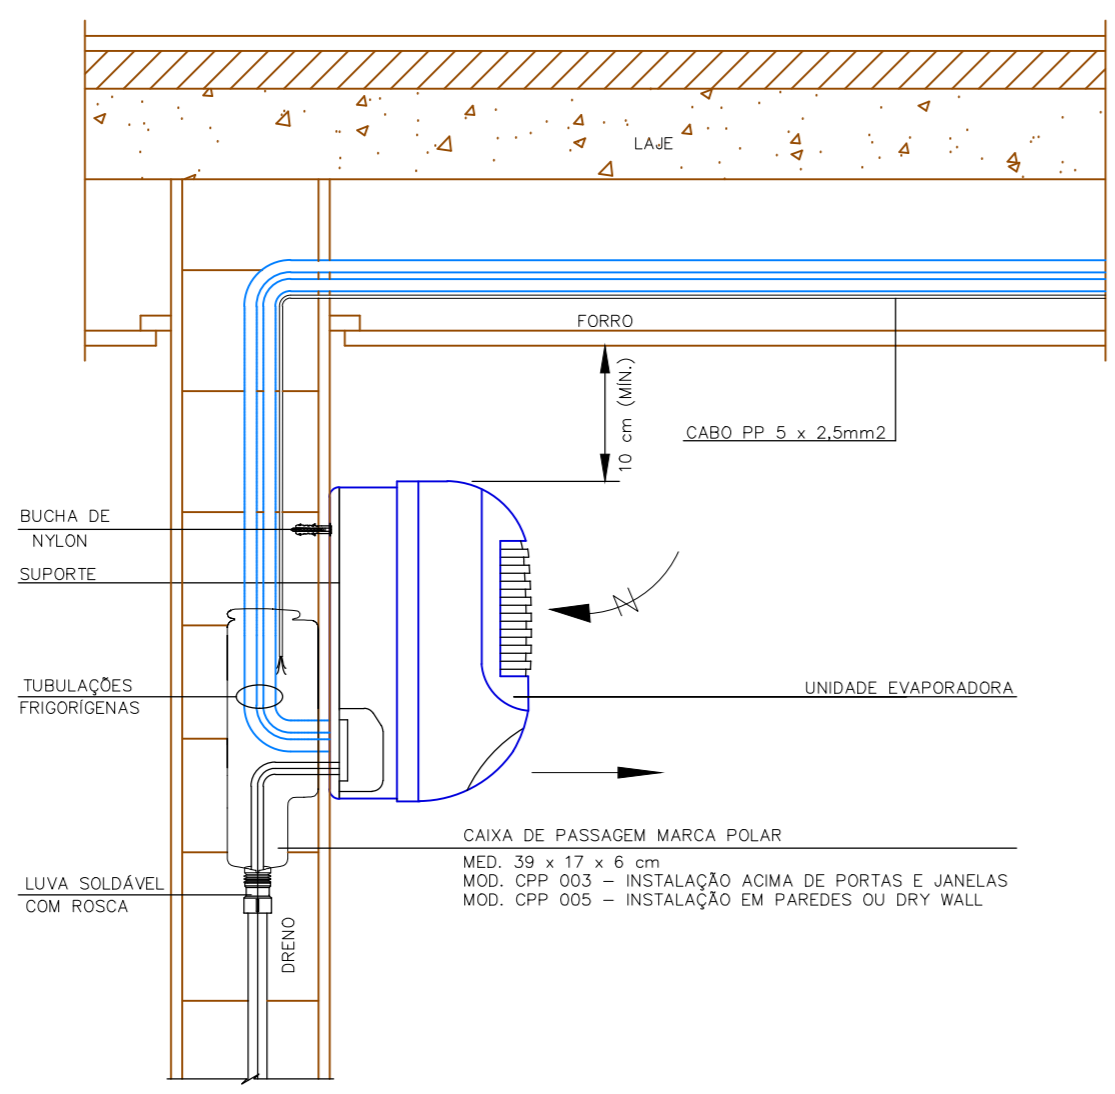 LAJE
FORRO
10 cm (MÍN.)
CABO PP 5 x 2,5mm2
BUCHA DE
NYLON
SUPORTE
N
TUBULAÇÕES
FRIGORÍGENAS
UNIDADE EVAPORADORA
CAIXA DE PASSAGEM MARCA POLAR
MED. 39 x 17 x 6 cm
MOD. CPP 003 – INSTALAÇÃO ACIMA DE PORTAS E JANELAS
MOD. CPP 005 – INSTALAÇÃO EM PAREDES OU DRY WALL
LUVA SOLDÁVEL
COM ROSCA
DRENO